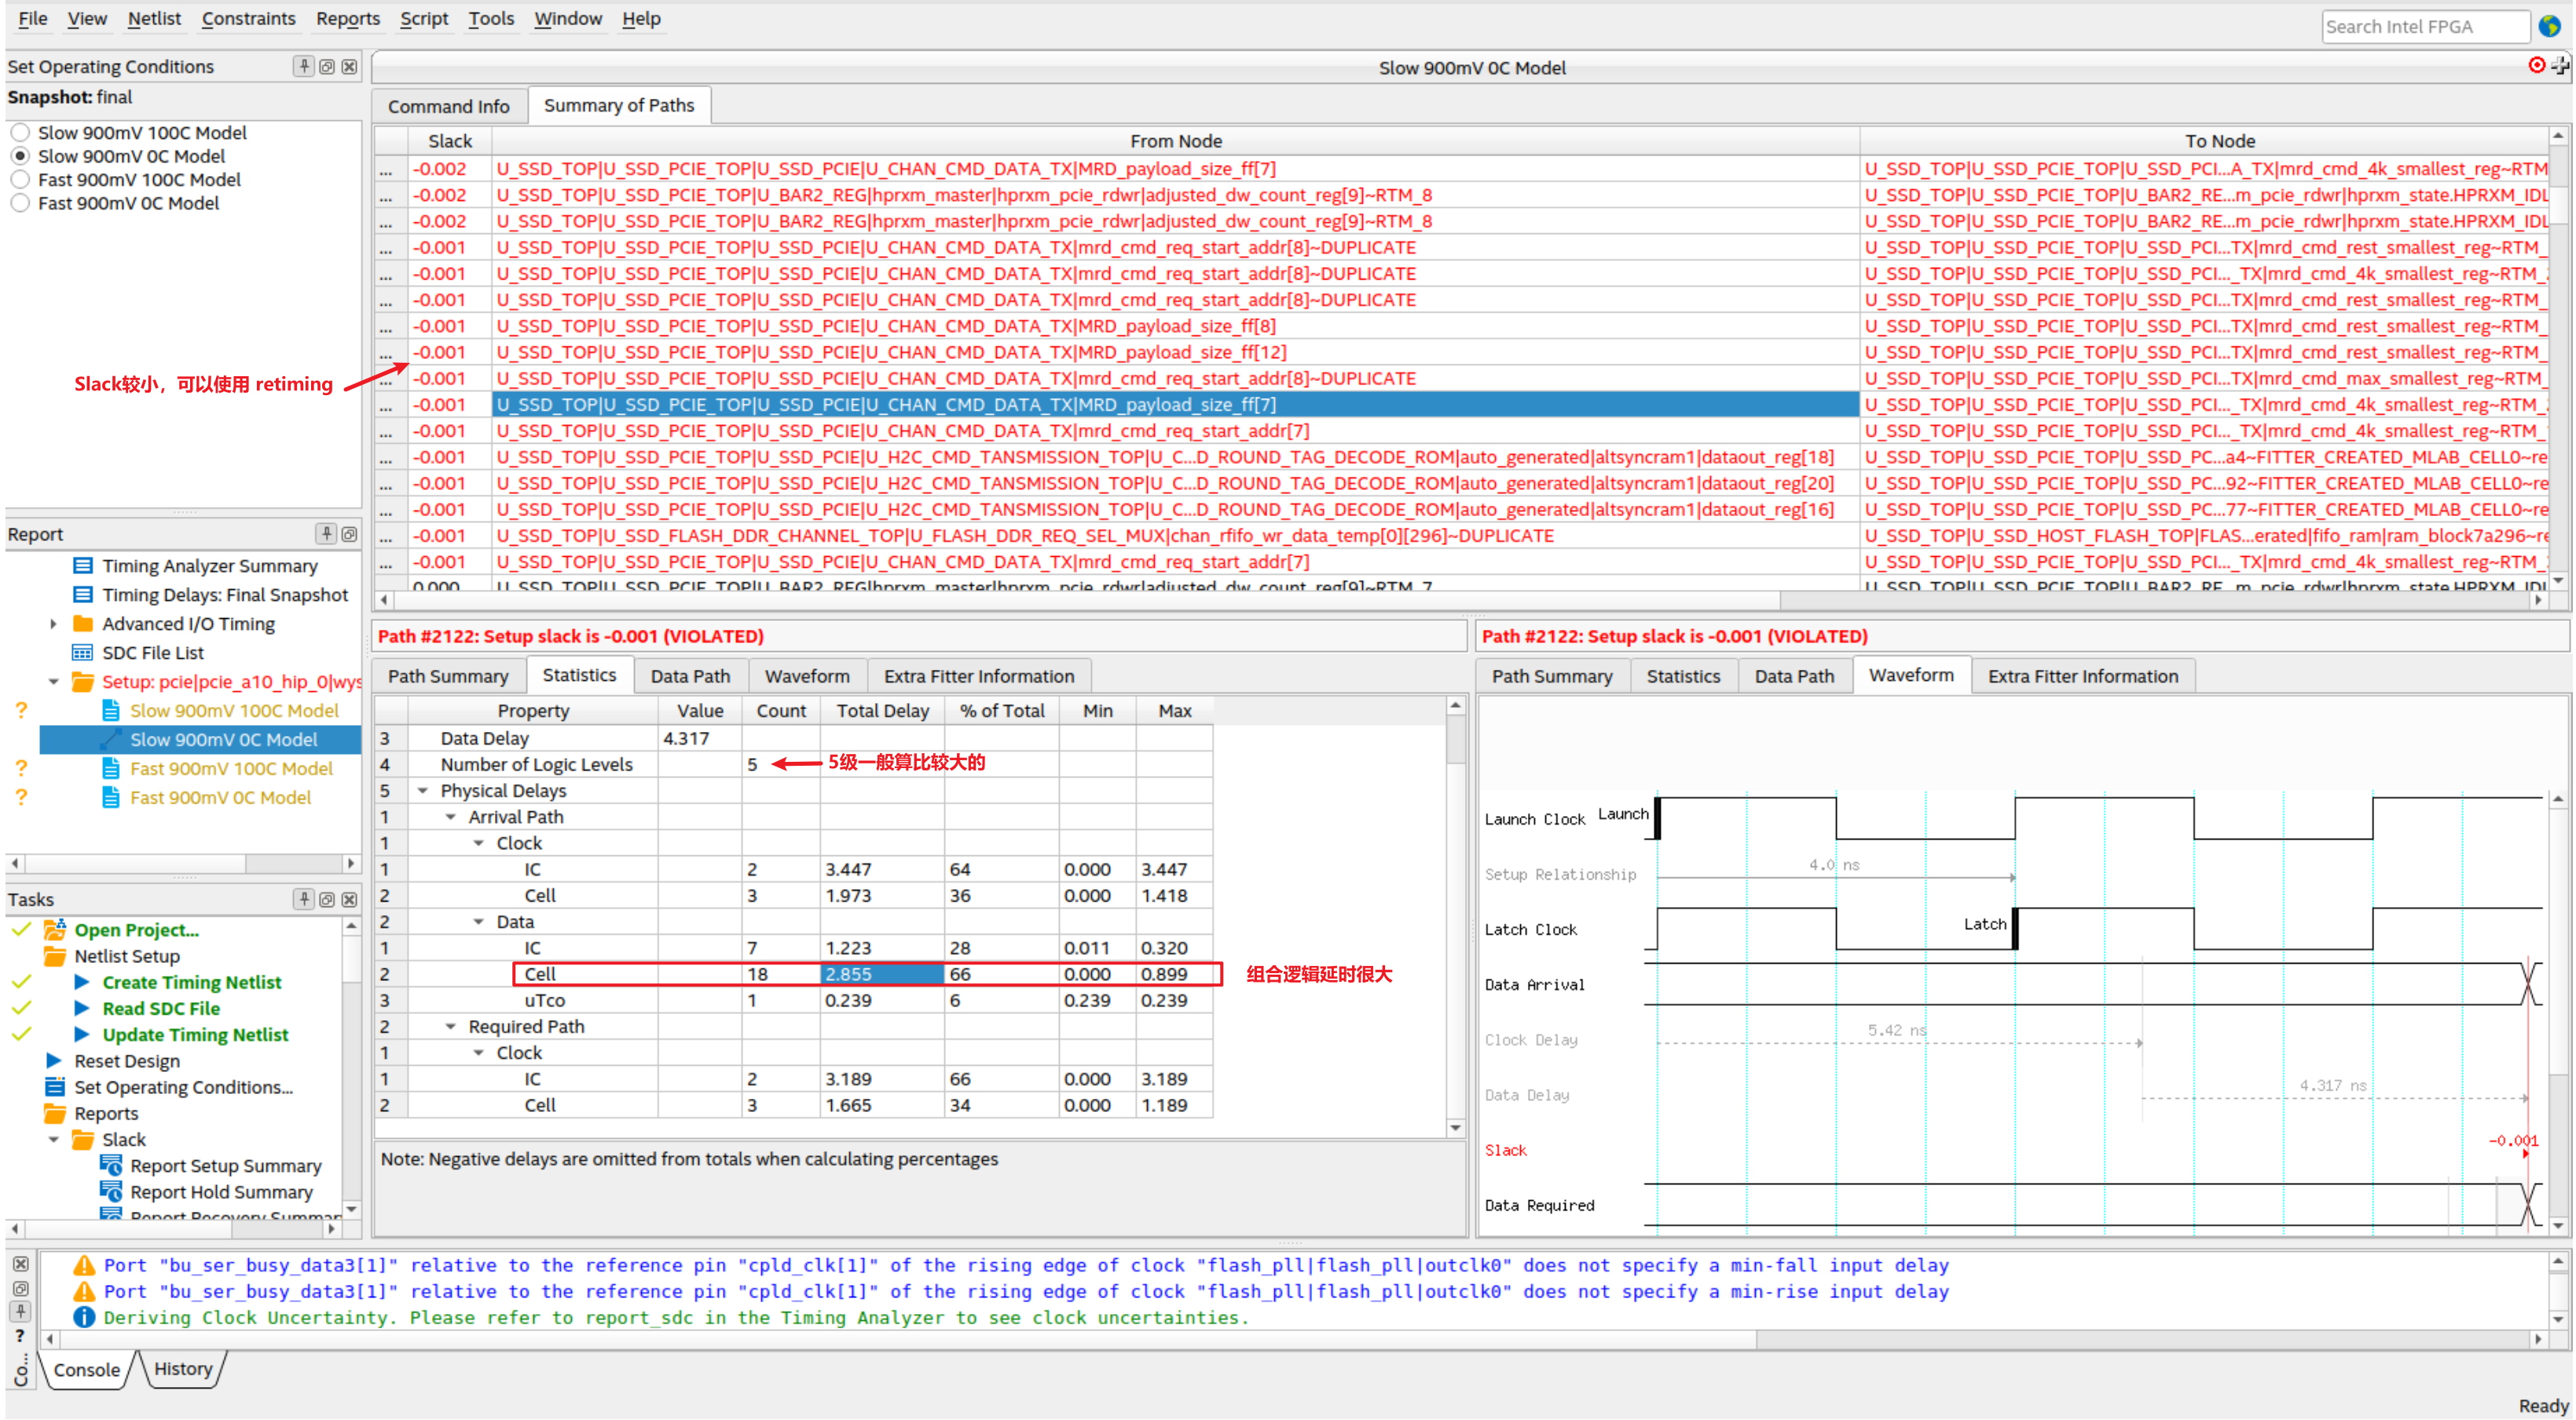 File View Netlist Constraints Reports Script Tools Window Help
Search Intel FPGA
Set Operating Conditions
Snapshot: final
Slow 900mV 100C Model
Slow 900mV 0C Model
Fast 900mV 100C Model
Fast 900mV 0C Model
Slack较小，可以使用 retiming
Report
Timing Analyzer Summary
Timing Delays: Final Snapshot
Advanced I/O Timing
SDC File List
Setup: pcie|pcie_a10_hip_0|wys
? Slow 900mV 100C Model
Slow 900mV 0C Model
? Fast 900mV 100C Model
? Fast 900mV 0C Model
Tasks
Open Project...
Netlist Setup
Create Timing Netlist
Read SDC File
Update Timing Netlist
Reset Design
Set Operating Conditions...
Reports
Slack
Report Setup Summary
Report Hold Summary
Report Recovery Summar
Slow 900mV 0C Model
Command Info Summary of Paths
Slack From Node To Node
... -0.002 U_SSD_TOP|U_SSD_PCIE_TOP|U_SSD_PCIE|U_CHAN_CMD_DATA_TX|MRD_payload_size_ff[7] U_SSD_TOP|U_SSD_PCIE_TOP|U_SSD_PCI...A_TX|mrd_cmd_4k_smallest_reg~RTM
... -0.002 U_SSD_TOP|U_SSD_PCIE_TOP|U_BAR2_REG|hprxm_master|hprxm_pcie_rdwr|adjusted_dw_count_reg[9]~RTM_8 U_SSD_TOP|U_SSD_PCIE_TOP|U_BAR2_RE...m_pcie_rdwr|hprxm_state.HPRXM_IDL
... -0.002 U_SSD_TOP|U_SSD_PCIE_TOP|U_BAR2_REG|hprxm_master|hprxm_pcie_rdwr|adjusted_dw_count_reg[9]~RTM_8 U_SSD_TOP|U_SSD_PCIE_TOP|U_BAR2_RE...m_pcie_rdwr|hprxm_state.HPRXM_IDL
... -0.001 U_SSD_TOP|U_SSD_PCIE_TOP|U_SSD_PCIE|U_CHAN_CMD_DATA_TX|mrd_cmd_req_start_addr[8]~DUPLICATE U_SSD_TOP|U_SSD_PCIE_TOP|U_SSD_PCI...TX|mrd_cmd_rest_smallest_reg~RTM_
... -0.001 U_SSD_TOP|U_SSD_PCIE_TOP|U_SSD_PCIE|U_CHAN_CMD_DATA_TX|mrd_cmd_req_start_addr[8]~DUPLICATE U_SSD_TOP|U_SSD_PCIE_TOP|U_SSD_PCI..._TX|mrd_cmd_4k_smallest_reg~RTM_
... -0.001 U_SSD_TOP|U_SSD_PCIE_TOP|U_SSD_PCIE|U_CHAN_CMD_DATA_TX|mrd_cmd_req_start_addr[8]~DUPLICATE U_SSD_TOP|U_SSD_PCIE_TOP|U_SSD_PCI...TX|mrd_cmd_rest_smallest_reg~RTM_
... -0.001 U_SSD_TOP|U_SSD_PCIE_TOP|U_SSD_PCIE|U_CHAN_CMD_DATA_TX|MRD_payload_size_ff[8] U_SSD_TOP|U_SSD_PCIE_TOP|U_SSD_PCI...TX|mrd_cmd_rest_smallest_reg~RTM_
... -0.001 U_SSD_TOP|U_SSD_PCIE_TOP|U_SSD_PCIE|U_CHAN_CMD_DATA_TX|MRD_payload_size_ff[12] U_SSD_TOP|U_SSD_PCIE_TOP|U_SSD_PCI...TX|mrd_cmd_rest_smallest_reg~RTM_
... -0.001 U_SSD_TOP|U_SSD_PCIE_TOP|U_SSD_PCIE|U_CHAN_CMD_DATA_TX|mrd_cmd_req_start_addr[8]~DUPLICATE U_SSD_TOP|U_SSD_PCIE_TOP|U_SSD_PCI...TX|mrd_cmd_max_smallest_reg~RTM_
... -0.001 U_SSD_TOP|U_SSD_PCIE_TOP|U_SSD_PCIE|U_CHAN_CMD_DATA_TX|MRD_payload_size_ff[7] U_SSD_TOP|U_SSD_PCIE_TOP|U_SSD_PCI..._TX|mrd_cmd_4k_smallest_reg~RTM_
... -0.001 U_SSD_TOP|U_SSD_PCIE_TOP|U_SSD_PCIE|U_CHAN_CMD_DATA_TX|mrd_cmd_req_start_addr[7] U_SSD_TOP|U_SSD_PCIE_TOP|U_SSD_PCI..._TX|mrd_cmd_4k_smallest_reg~RTM_
... -0.001 U_SSD_TOP|U_SSD_PCIE_TOP|U_SSD_PCIE|U_H2C_CMD_TANSMISSION_TOP|U_C...D_ROUND_TAG_DECODE_ROM|auto_generated|altsyncram1|dataout_reg[18] U_SSD_TOP|U_SSD_PCIE_TOP|U_SSD_PC...a4~FITTER_CREATED_MLAB_CELL0~re
... -0.001 U_SSD_TOP|U_SSD_PCIE_TOP|U_SSD_PCIE|U_H2C_CMD_TANSMISSION_TOP|U_C...D_ROUND_TAG_DECODE_ROM|auto_generated|altsyncram1|dataout_reg[20] U_SSD_TOP|U_SSD_PCIE_TOP|U_SSD_PC...92~FITTER_CREATED_MLAB_CELL0~re
... -0.001 U_SSD_TOP|U_SSD_PCIE_TOP|U_SSD_PCIE|U_H2C_CMD_TANSMISSION_TOP|U_C...D_ROUND_TAG_DECODE_ROM|auto_generated|altsyncram1|dataout_reg[16] U_SSD_TOP|U_SSD_PCIE_TOP|U_SSD_PC...77~FITTER_CREATED_MLAB_CELL0~re
... -0.001 U_SSD_TOP|U_SSD_FLASH_DDR_CHANNEL_TOP|U_FLASH_DDR_REQ_SEL_MUX|chan_rfifo_wr_data_temp[0][296]~DUPLICATE U_SSD_TOP|U_SSD_HOST_FLASH_TOP|FLAS...erated|fifo_ram|ram_block7a296~re
... -0.001 U_SSD_TOP|U_SSD_PCIE_TOP|U_SSD_PCIE|U_CHAN_CMD_DATA_TX|mrd_cmd_req_start_addr[7] U_SSD_TOP|U_SSD_PCIE_TOP|U_SSD_PCI..._TX|mrd_cmd_4k_smallest_reg~RTM_
0.000 U_SSD_TOP|U_SSD_PCIE_TOP|U_BAR2_REG|hprxm_master|hprxm_pcie_rdwr|adjusted_dw_count_reg[9]~RTM_7 U_SSD_TOP|U_SSD_PCIE_TOP|U_BAR2_RE...m_pcie_rdwr|hprxm_state.HPRXM_IDL
Path #2122: Setup slack is -0.001 (VIOLATED)
Path Summary Statistics Data Path Waveform Extra Fitter Information
Property Value Count Total Delay % of Total Min Max
3 Data Delay 4.317
4 Number of Logic Levels 5 5级一般算比较大的
5 Physical Delays
1 Arrival Path
1 Clock
1 IC 2 3.447 64 0.000 3.447
2 Cell 3 1.973 36 0.000 1.418
2 Data
1 IC 7 1.223 28 0.011 0.320
2 Cell 18 2.855 66 0.000 0.899 组合逻辑延时很大
3 uTco 1 0.239 6 0.239 0.239
2 Required Path
1 Clock
1 IC 2 3.189 66 0.000 3.189
2 Cell 3 1.665 34 0.000 1.189
Note: Negative delays are omitted from totals when calculating percentages
Path #2122: Setup slack is -0.001 (VIOLATED)
Path Summary Statistics Data Path Waveform Extra Fitter Information
Launch Clock Launch
Setup Relationship 4.0 ns
Latch Clock Latch
Data Arrival
Clock Delay 5.42 ns
Data Delay 4.317 ns
Slack -0.001
Data Required
Port "bu_ser_busy_data3[1]" relative to the reference pin "cpld_clk[1]" of the rising edge of clock "flash_pll|flash_pll|outclk0" does not specify a min-fall input delay
Port "bu_ser_busy_data3[1]" relative to the reference pin "cpld_clk[1]" of the rising edge of clock "flash_pll|flash_pll|outclk0" does not specify a min-rise input delay
Deriving Clock Uncertainty. Please refer to report_sdc in the Timing Analyzer to see clock uncertainties.
?
Co...
Console History
Ready